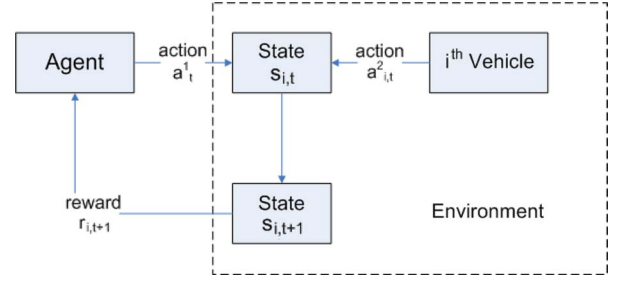 Agent
action
a¹ₜ
State
sᵢ,ₜ
action
a²ᵢ,ₜ
iᵗʰ Vehicle
State
sᵢ,ₜ₊₁
reward
rᵢ,ₜ₊₁
Environment